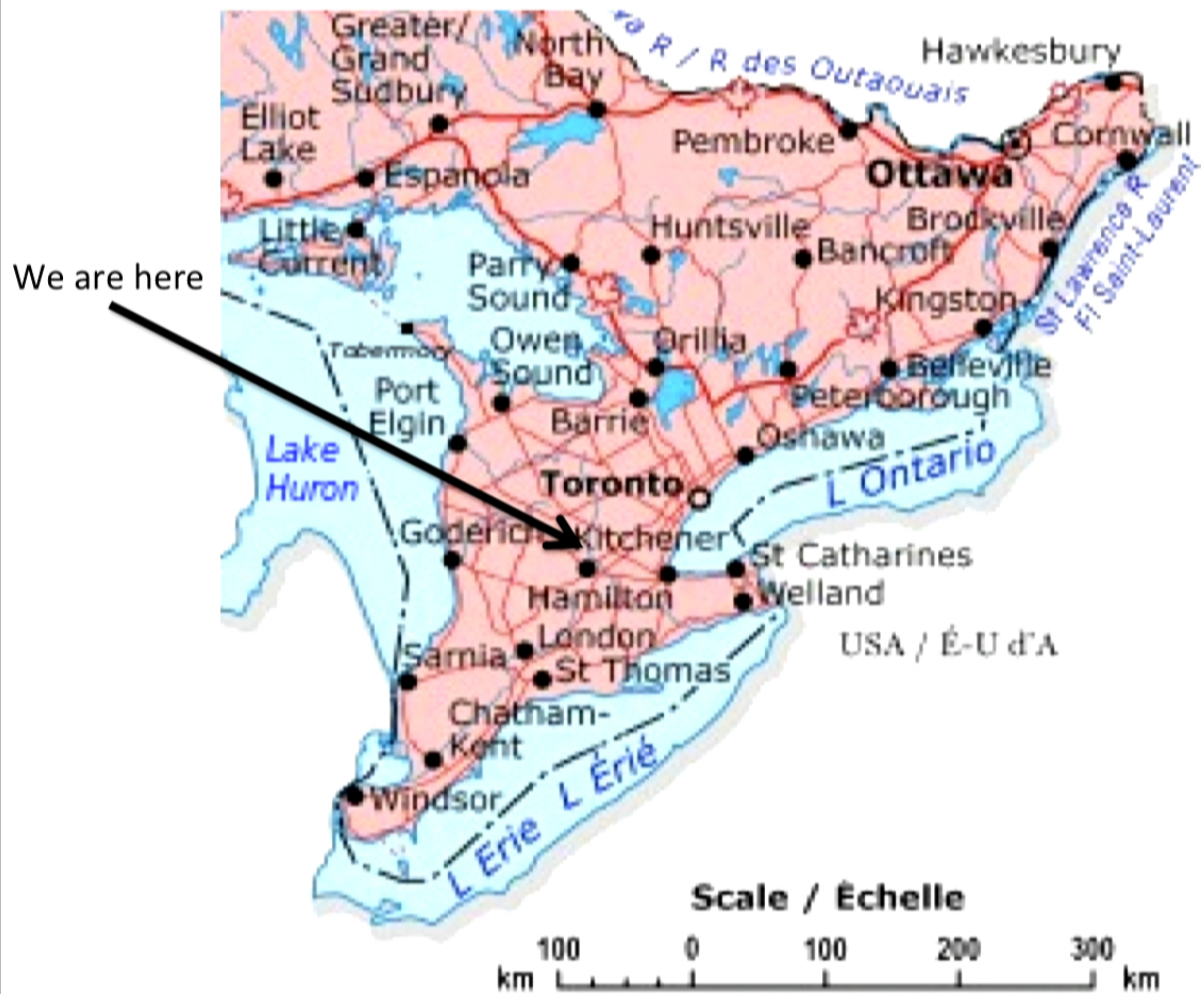 Greater/
Grand
Sudbury
North
Bay
R / R des Outaouais
Hawkesbury
Elliot
Lake
Espanola
Pembroke
Ottawa
Cornwall
Little
Current
Huntsville
Bancroft
Brockville
St Lawrence R
Fl Saint-Laurent
We are here
Parry
Sound
Kingston
Tobermory
Owen
Sound
Orillia
Belleville
Port
Elgin
Barrie
Peterborough
Lake
Huron
Oshawa
Toronto
L Ontario
Goderich
Kitchener
St Catharines
Hamilton
Welland
London
USA / É-U d'A
Sarnia
St Thomas
Chatham-
Kent
Windsor
L Erie L Érié
Scale / Échelle
100 0 100 200 300
km km